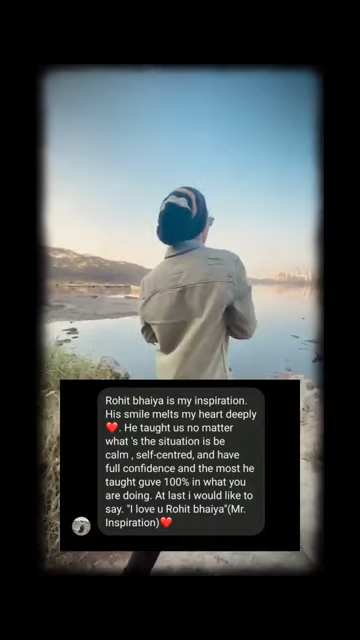 Rohit bhaiya is my inspiration.
His smile melts my heart deeply
❤️. He taught us no matter
what 's the situation is be
calm , self-centred, and have
full confidence and the most he
taught guve 100% in what you
are doing. At last i would like to
say. "I love u Rohit bhaiya"(Mr.
Inspiration)❤️